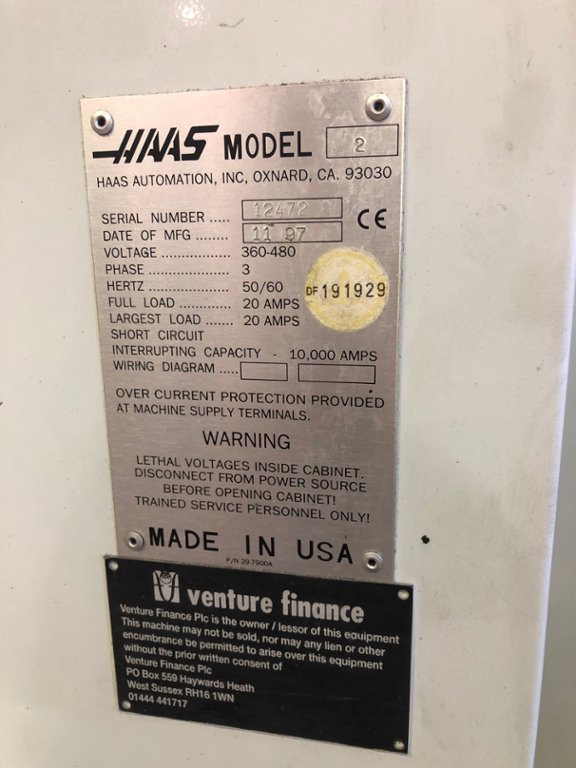 HAAS MODEL 2
HAAS AUTOMATION, INC, OXNARD, CA. 93030
SERIAL NUMBER ..... 12472
DATE OF MFG ........ 11 97
CE
VOLTAGE ................. 360-480
PHASE ..................... 3
HERTZ ..................... 50/60
FULL LOAD ............. 20 AMPS
LARGEST LOAD ....... 20 AMPS
DF 191929
SHORT CIRCUIT
INTERRUPTING CAPACITY - 10,000 AMPS
WIRING DIAGRAM .....
OVER CURRENT PROTECTION PROVIDED
AT MACHINE SUPPLY TERMINALS.
WARNING
LETHAL VOLTAGES INSIDE CABINET.
DISCONNECT FROM POWER SOURCE
BEFORE OPENING CABINET!
TRAINED SERVICE PERSONNEL ONLY!
MADE IN USA
P/N 29-7900A
venture finance
Venture Finance Plc is the owner / lessor of this equipment
This machine may not be sold, nor may any lien or other
encumbrance be permitted to arise over this equipment
without the prior written consent of
Venture Finance Plc
PO Box 559 Haywards Heath
West Sussex RH16 1WN
01444 441717